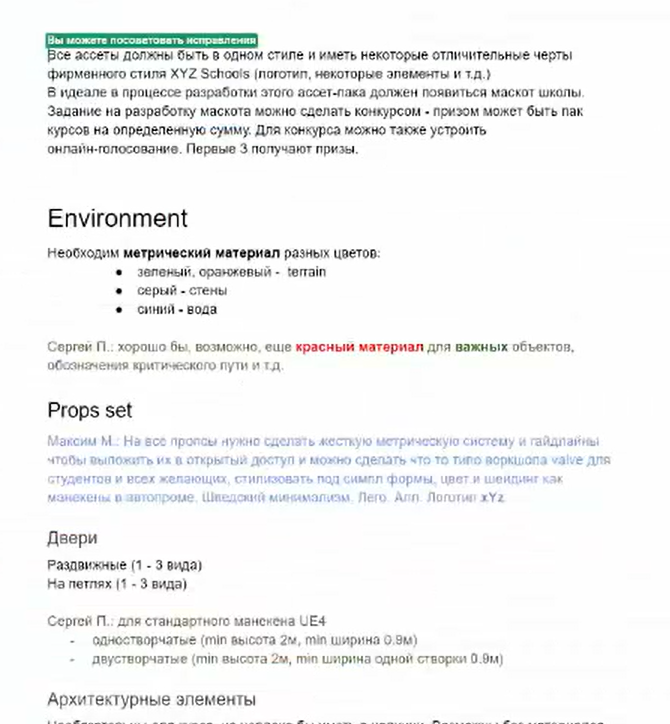 Вы можете посоветовать исправления
Все ассеты должны быть в одном стиле и иметь некоторые отличительные черты
фирменного стиля XYZ Schools (логотип, некоторые элементы и т.д.)
В идеале в процессе разработки этого ассет-пака должен появиться маскот школы.
Задание на разработку маскота можно сделать конкурсом - призом может быть пак
курсов на определенную сумму. Для конкурса можно также устроить
онлайн-голосование. Первые 3 получают призы.
Environment
Необходим метрический материал разных цветов:
● зеленый, оранжевый - terrain
● серый - стены
● синий - вода
Сергей П.: хорошо бы, возможно, еще красный материал для важных объектов,
обозначения критического пути и т.д.
Props set
Максим М.: На все пропсы нужно сделать жесткую метрическую систему и гайдлайны
чтобы выложить их в открытый доступ и можно сделать что то типо воркшопа valve для
студентов и всех желающих, стилизовать под симпл формы, цвет и шейдинг как
манекены в автопроме. Шведский минимализм. Лего. Апл. Логотип xYz
Двери
Раздвижные (1 - 3 вида)
На петлях (1 - 3 вида)
Сергей П.: для стандартного манекена UE4
- одностворчатые (min высота 2м, min ширина 0.9м)
- двустворчатые (min высота 2м, min ширина одной створки 0.9м)
Архитектурные элементы